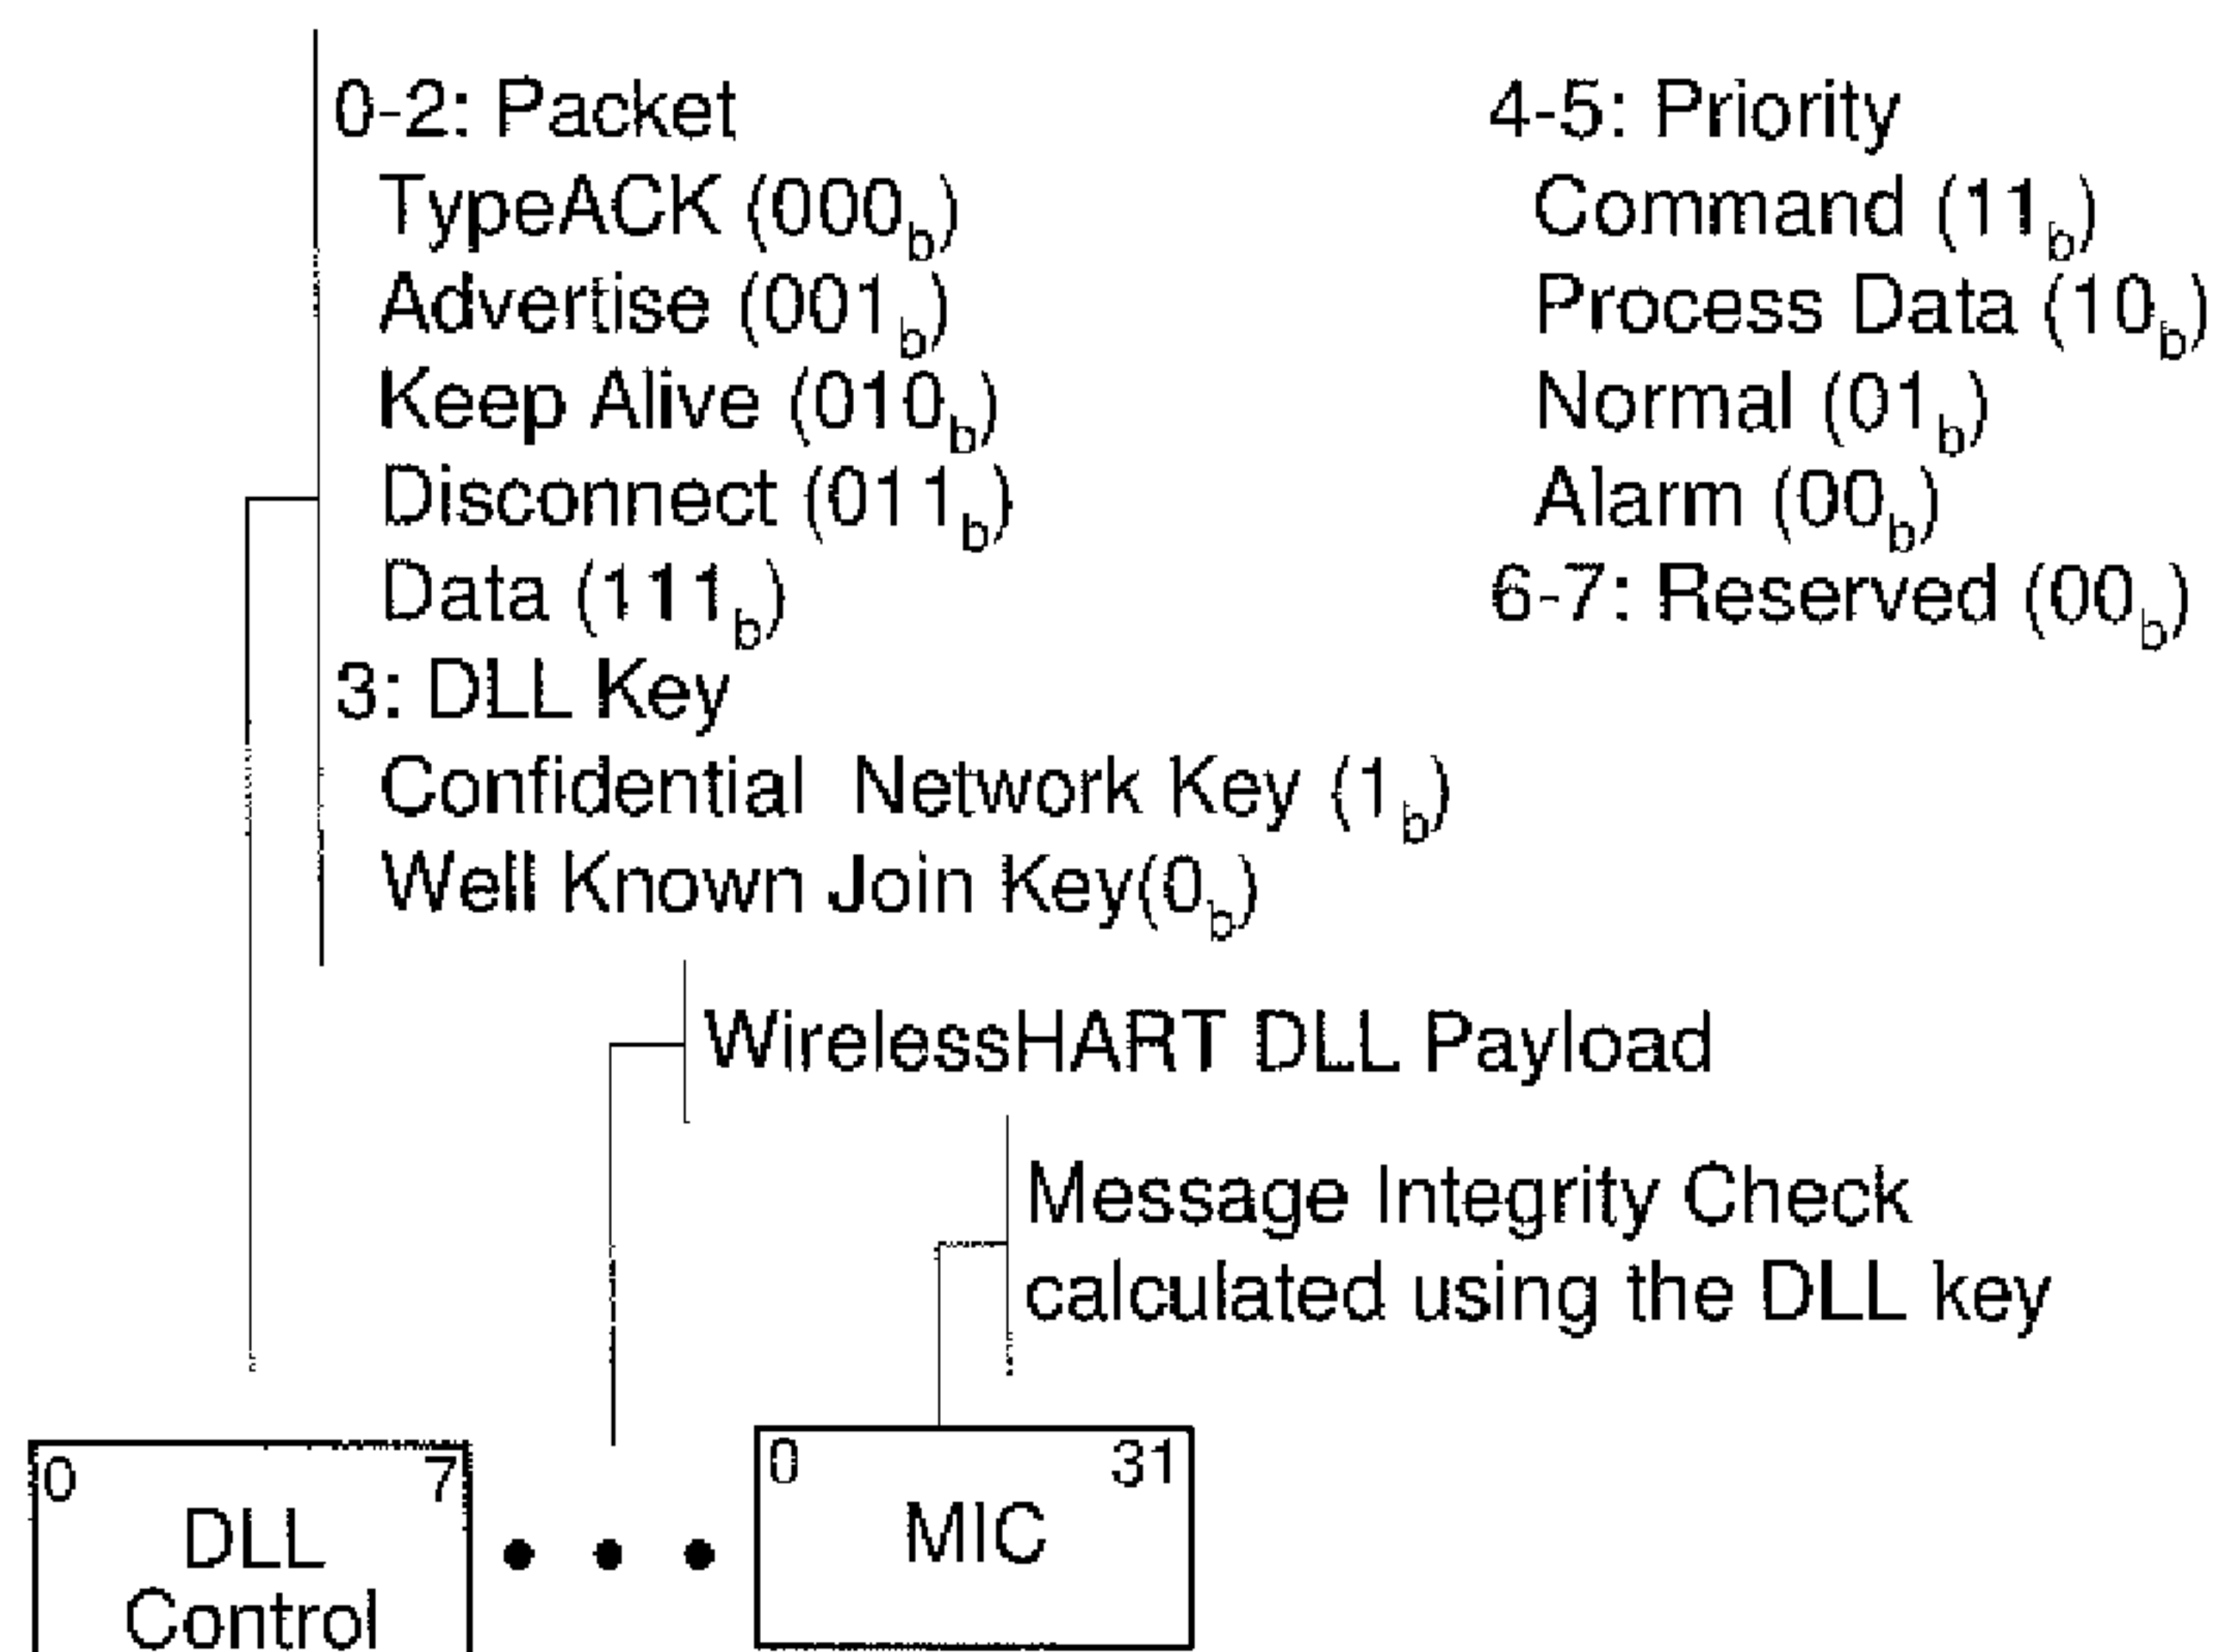 0-2: Packet
TypeACK (000b)
Advertise (001b)
Keep Alive (010b)
Disconnect (011b)
Data (111b)
3: DLL Key
Confidential Network Key (1b)
Well Known Join Key(0b)
4-5: Priority
Command (11b)
Process Data (10b)
Normal (01b)
Alarm (00b)
6-7: Reserved (00b)
WirelessHART DLL Payload
Message Integrity Check
calculated using the DLL key
0 7
DLL
Control
0 31
MIC